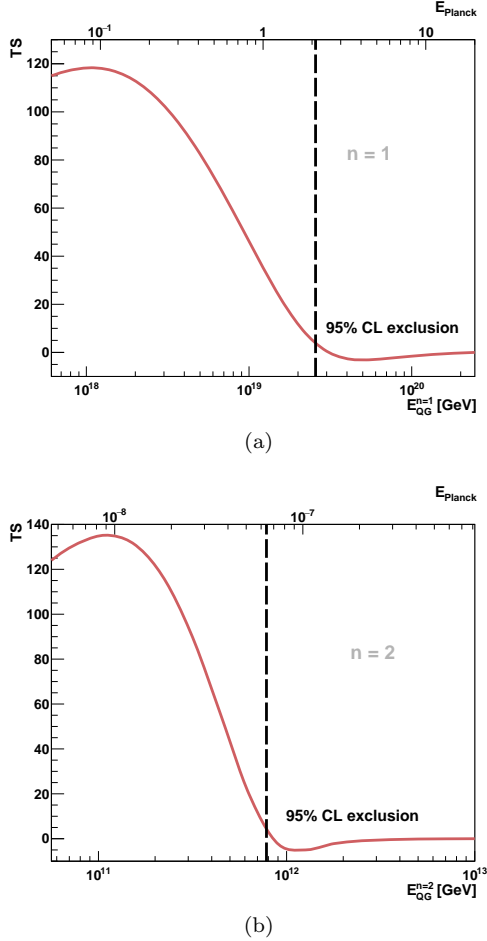 E_Planck
10^−1 1 10
TS
120
100
80
60
40
20
0
n = 1
95% CL exclusion
10^18 10^19 10^20
E_QG^n=1 [GeV]
(a)
E_Planck
10^−8 10^−7
TS
140
120
100
80
60
40
20
0
n = 2
95% CL exclusion
10^11 10^12 10^13
E_QG^n=2 [GeV]
(b)